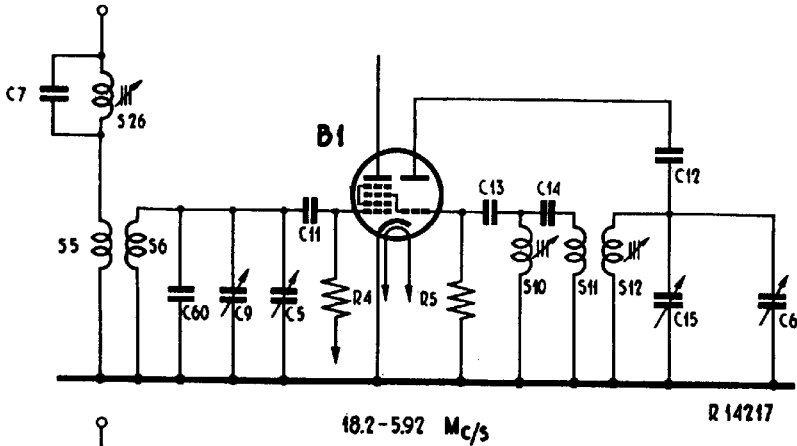 C7
S26
B1
C13
C14
C12
C11
S5
S6
S10
S11
S12
C60
C9
C5
R4
R5
C15
C6
18.2-5.92 Mc/s
R 14217